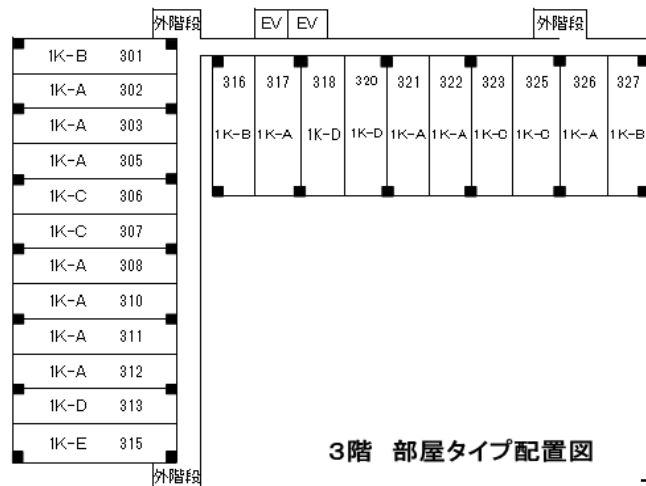 外階段 EV EV 外階段
1K-B 301
1K-A 302
1K-A 303
1K-A 305
1K-C 306
1K-C 307
1K-A 308
1K-A 310
1K-A 311
1K-A 312
1K-D 313
1K-E 315
外階段
316 317 318 320 321 322 323 325 326 327
1K-B 1K-A 1K-D 1K-D 1K-A 1K-A 1K-C 1K-C 1K-A 1K-B
3階 部屋タイプ配置図